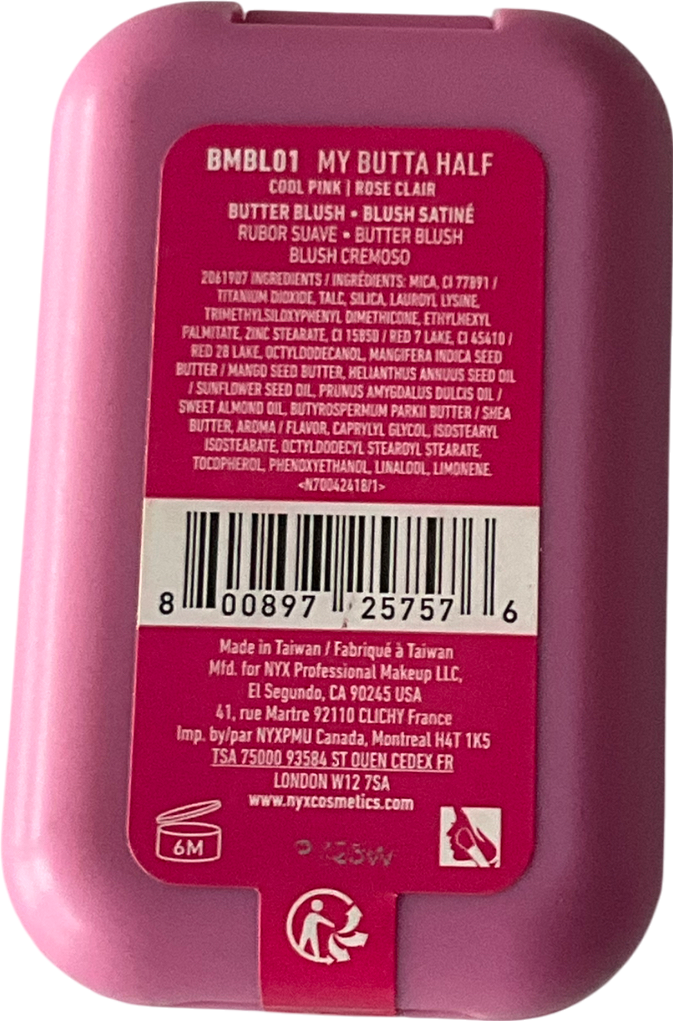 BMBL01 MY BUTTA HALF
COOL PINK | ROSE CLAIR
BUTTER BLUSH • BLUSH SATINÉ
RUBOR SUAVE • BUTTER BLUSH
BLUSH CREMOSO
2061907 INGREDIENTS / INGRÉDIENTS: MICA, CI 77891 /
TITANIUM DIOXIDE, TALC, SILICA, LAUROYL LYSINE,
TRIMETHYLSILOXYPHENYL DIMETHICONE, ETHYLHEXYL
PALMITATE, ZINC STEARATE, CI 15850 / RED 7 LAKE, CI 45410 /
RED 28 LAKE, OCTYLDODECANOL, MANGIFERA INDICA SEED
BUTTER / MANGO SEED BUTTER, HELIANTHUS ANNUUS SEED OIL
/ SUNFLOWER SEED OIL, PRUNUS AMYGDALUS DULCIS OIL /
SWEET ALMOND OIL, BUTYROSPERMUM PARKII BUTTER / SHEA
BUTTER, AROMA / FLAVOR, CAPRYLYL GLYCOL, ISOSTEARYL
ISOSTEARATE, OCTYLDODECYL STEAROYL STEARATE,
TOCOPHEROL, PHENOXYETHANOL, LINALOOL, LIMONENE.
<N70042418/1>
8 00897 25757 6
Made in Taiwan / Fabriqué à Taiwan
Mfd. for NYX Professional Makeup LLC,
El Segundo, CA 90245 USA
41, rue Martre 92110 CLICHY France
Imp. by/par NYXPMU Canada, Montreal H4T 1K5
TSA 75000 93584 ST OUEN CEDEX FR
LONDON W12 7SA
www.nyxcosmetics.com
6M